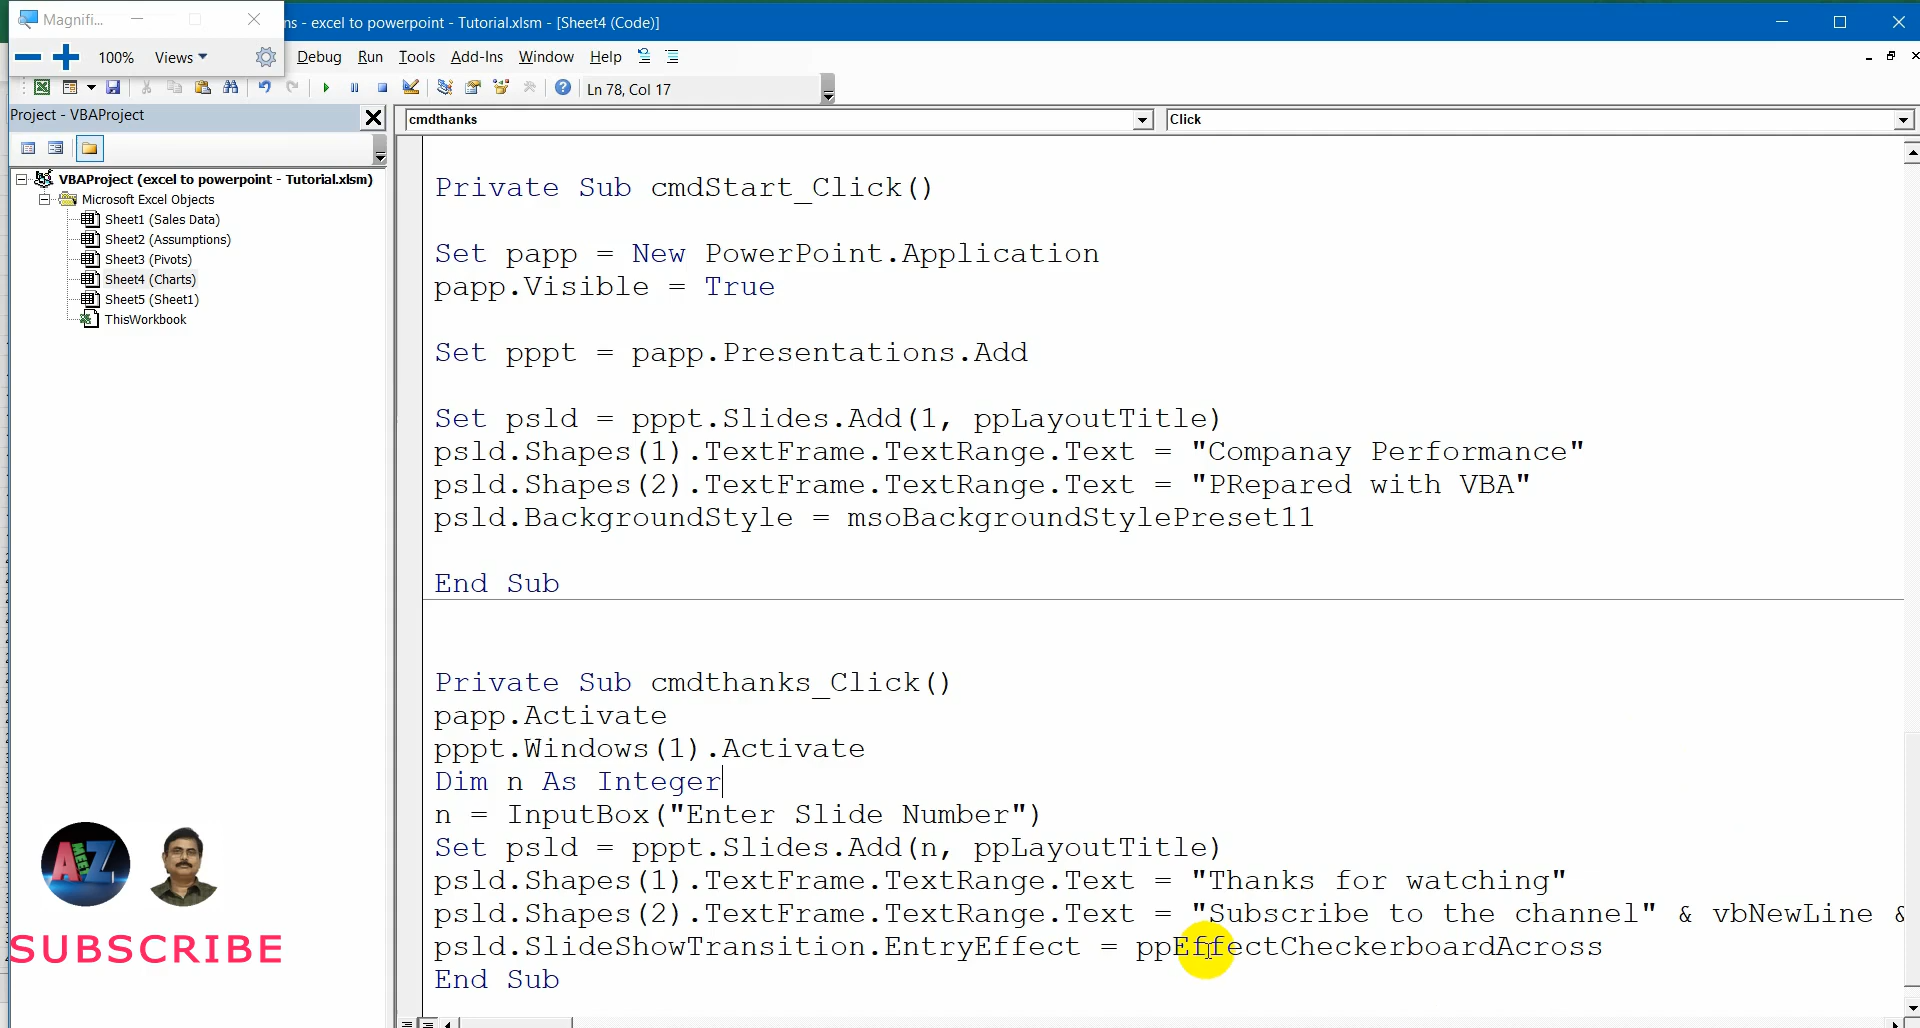 Magnifi...
ns - excel to powerpoint - Tutorial.xlsm - [Sheet4 (Code)]
100% Views
Debug Run Tools Add-Ins Window Help
Ln 78, Col 17
Project - VBAProject
cmdthanks
Click
VBAProject (excel to powerpoint - Tutorial.xlsm)
Microsoft Excel Objects
Sheet1 (Sales Data)
Sheet2 (Assumptions)
Sheet3 (Pivots)
Sheet4 (Charts)
Sheet5 (Sheet1)
ThisWorkbook
Private Sub cmdStart_Click()
Set papp = New PowerPoint.Application
papp.Visible = True
Set pppt = papp.Presentations.Add
Set psld = pppt.Slides.Add(1, ppLayoutTitle)
psld.Shapes(1).TextFrame.TextRange.Text = "Companay Performance"
psld.Shapes(2).TextFrame.TextRange.Text = "PRepared with VBA"
psld.BackgroundStyle = msoBackgroundStylePreset11
End Sub
Private Sub cmdthanks_Click()
papp.Activate
pppt.Windows(1).Activate
Dim n As Integer
n = InputBox("Enter Slide Number")
Set psld = pppt.Slides.Add(n, ppLayoutTitle)
psld.Shapes(1).TextFrame.TextRange.Text = "Thanks for watching"
psld.Shapes(2).TextFrame.TextRange.Text = "Subscribe to the channel" & vbNewLine &
psld.SlideShowTransition.EntryEffect = ppEffectCheckerboardAcross
End Sub
A MEET Z
SUBSCRIBE